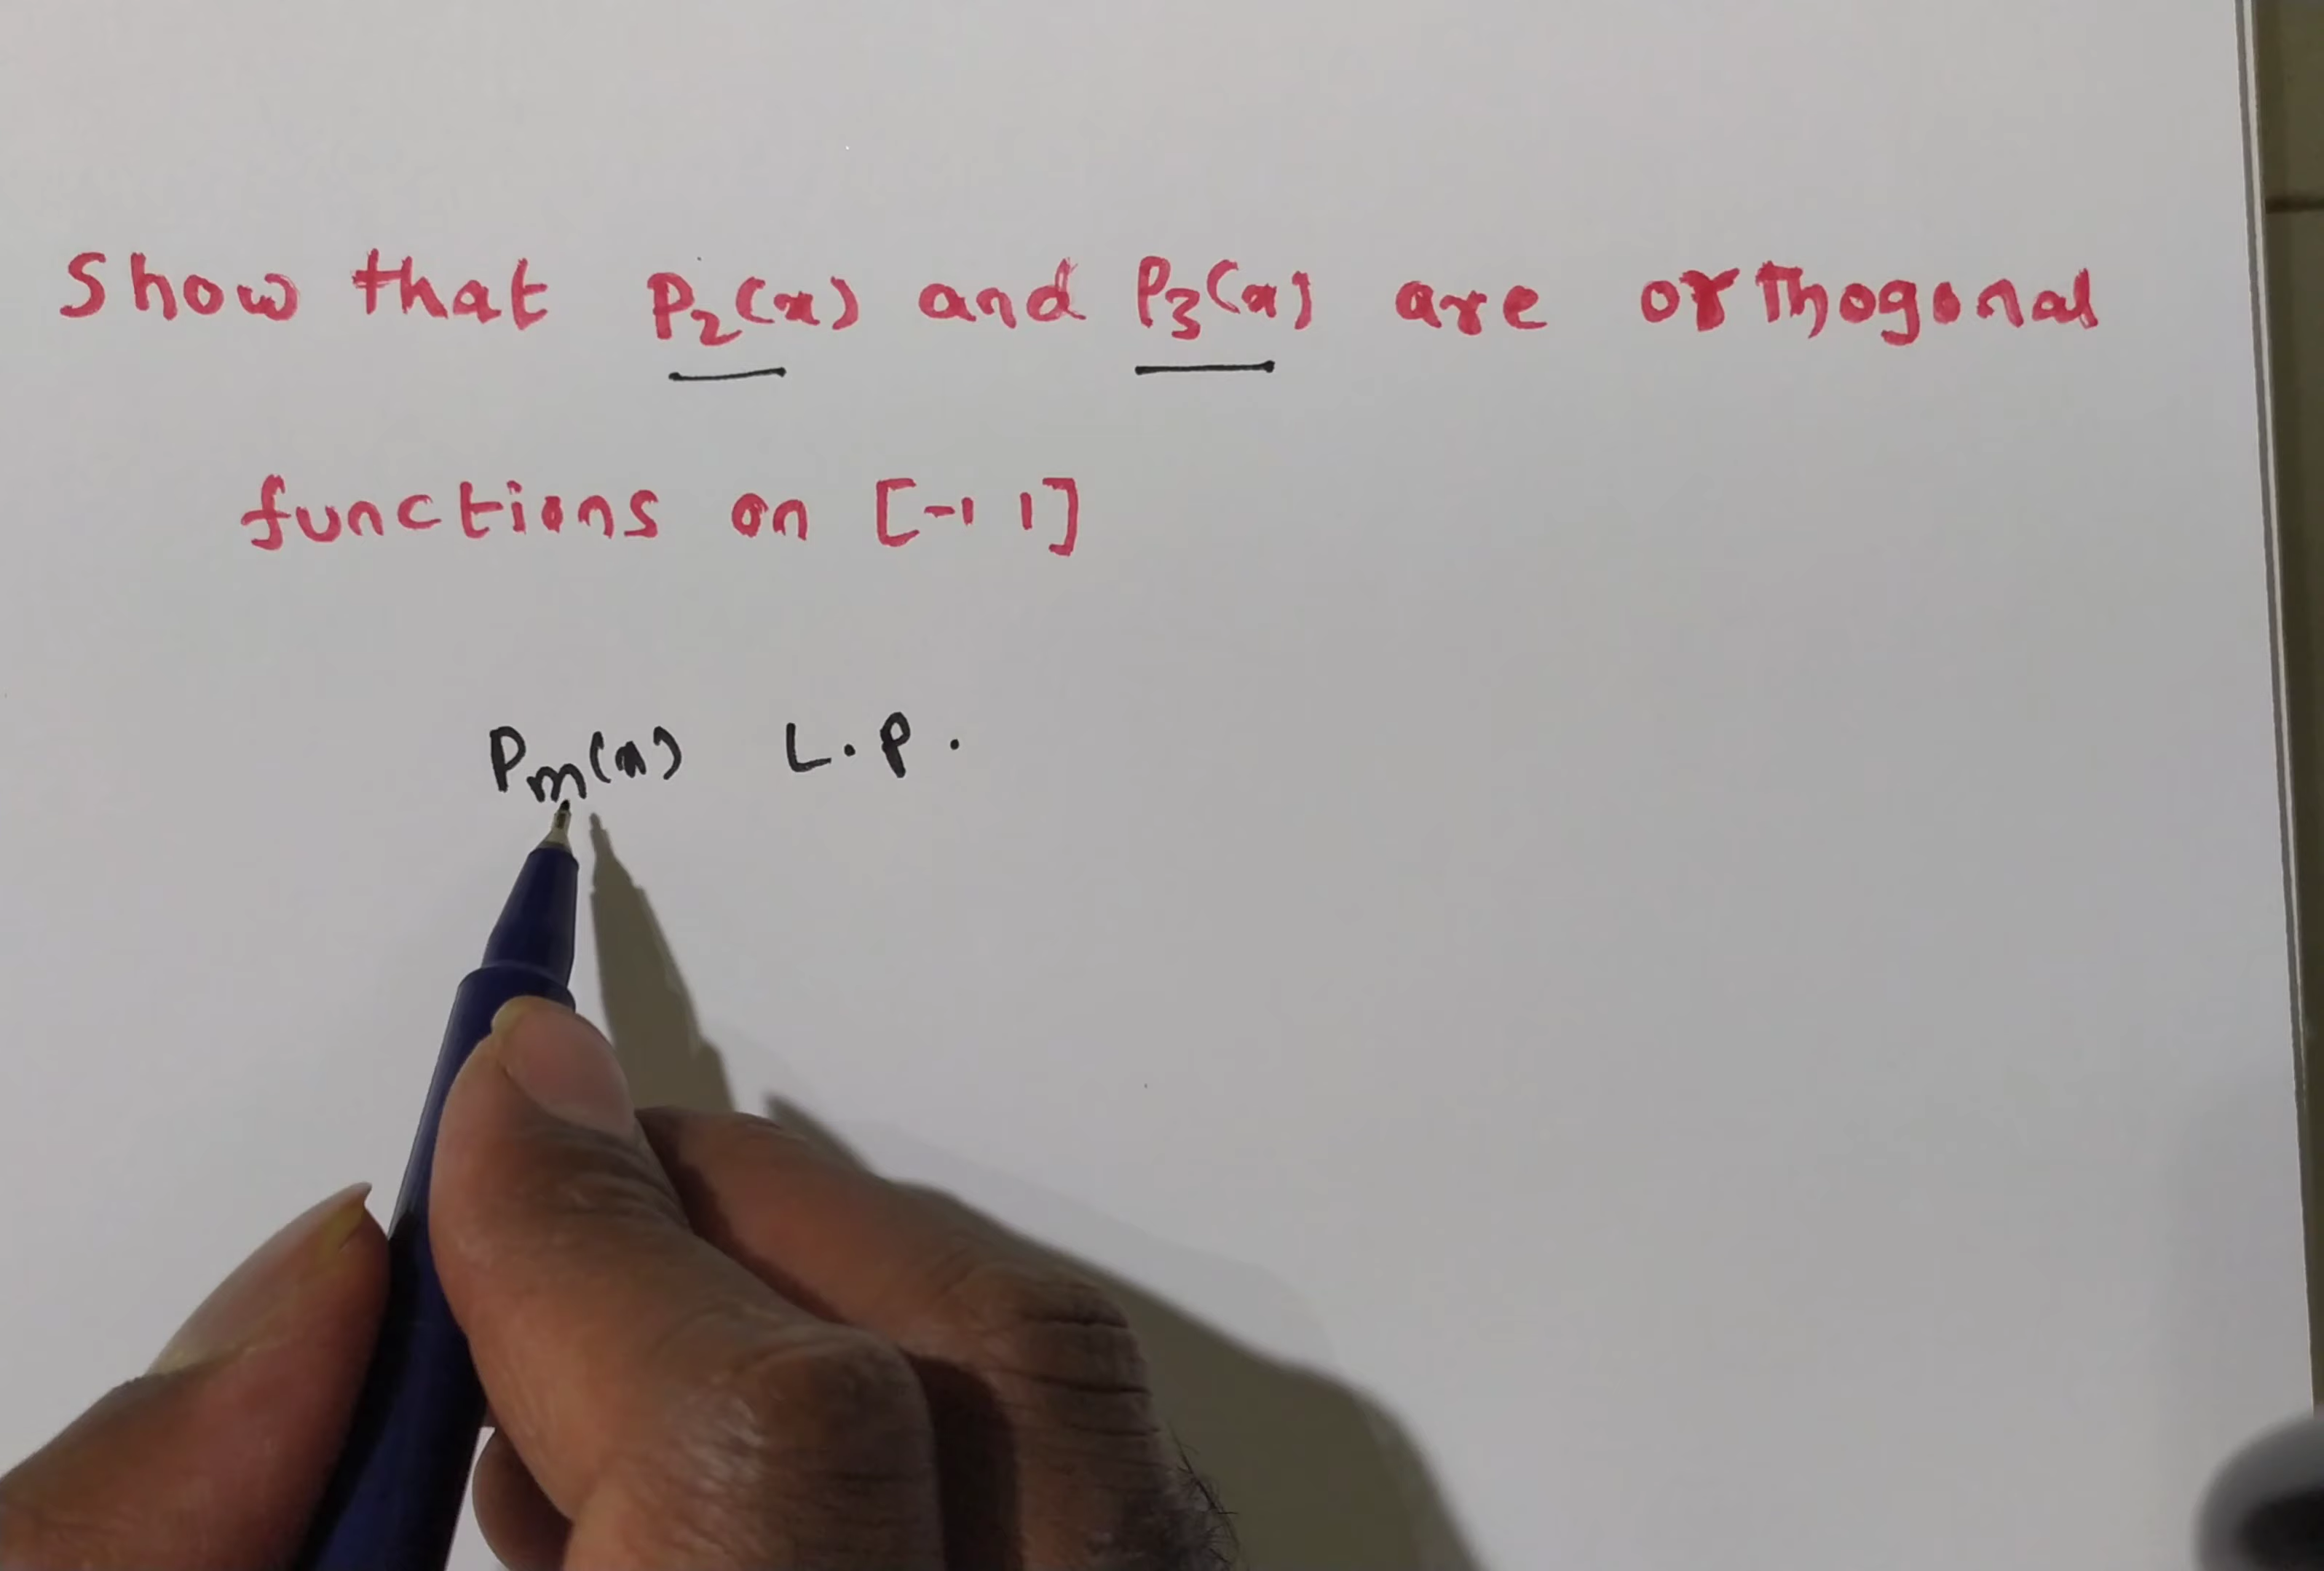 Show that P₂(x) and P₃(x) are orthogonal
functions on [-1 1]
Pₘ(x) L.P.